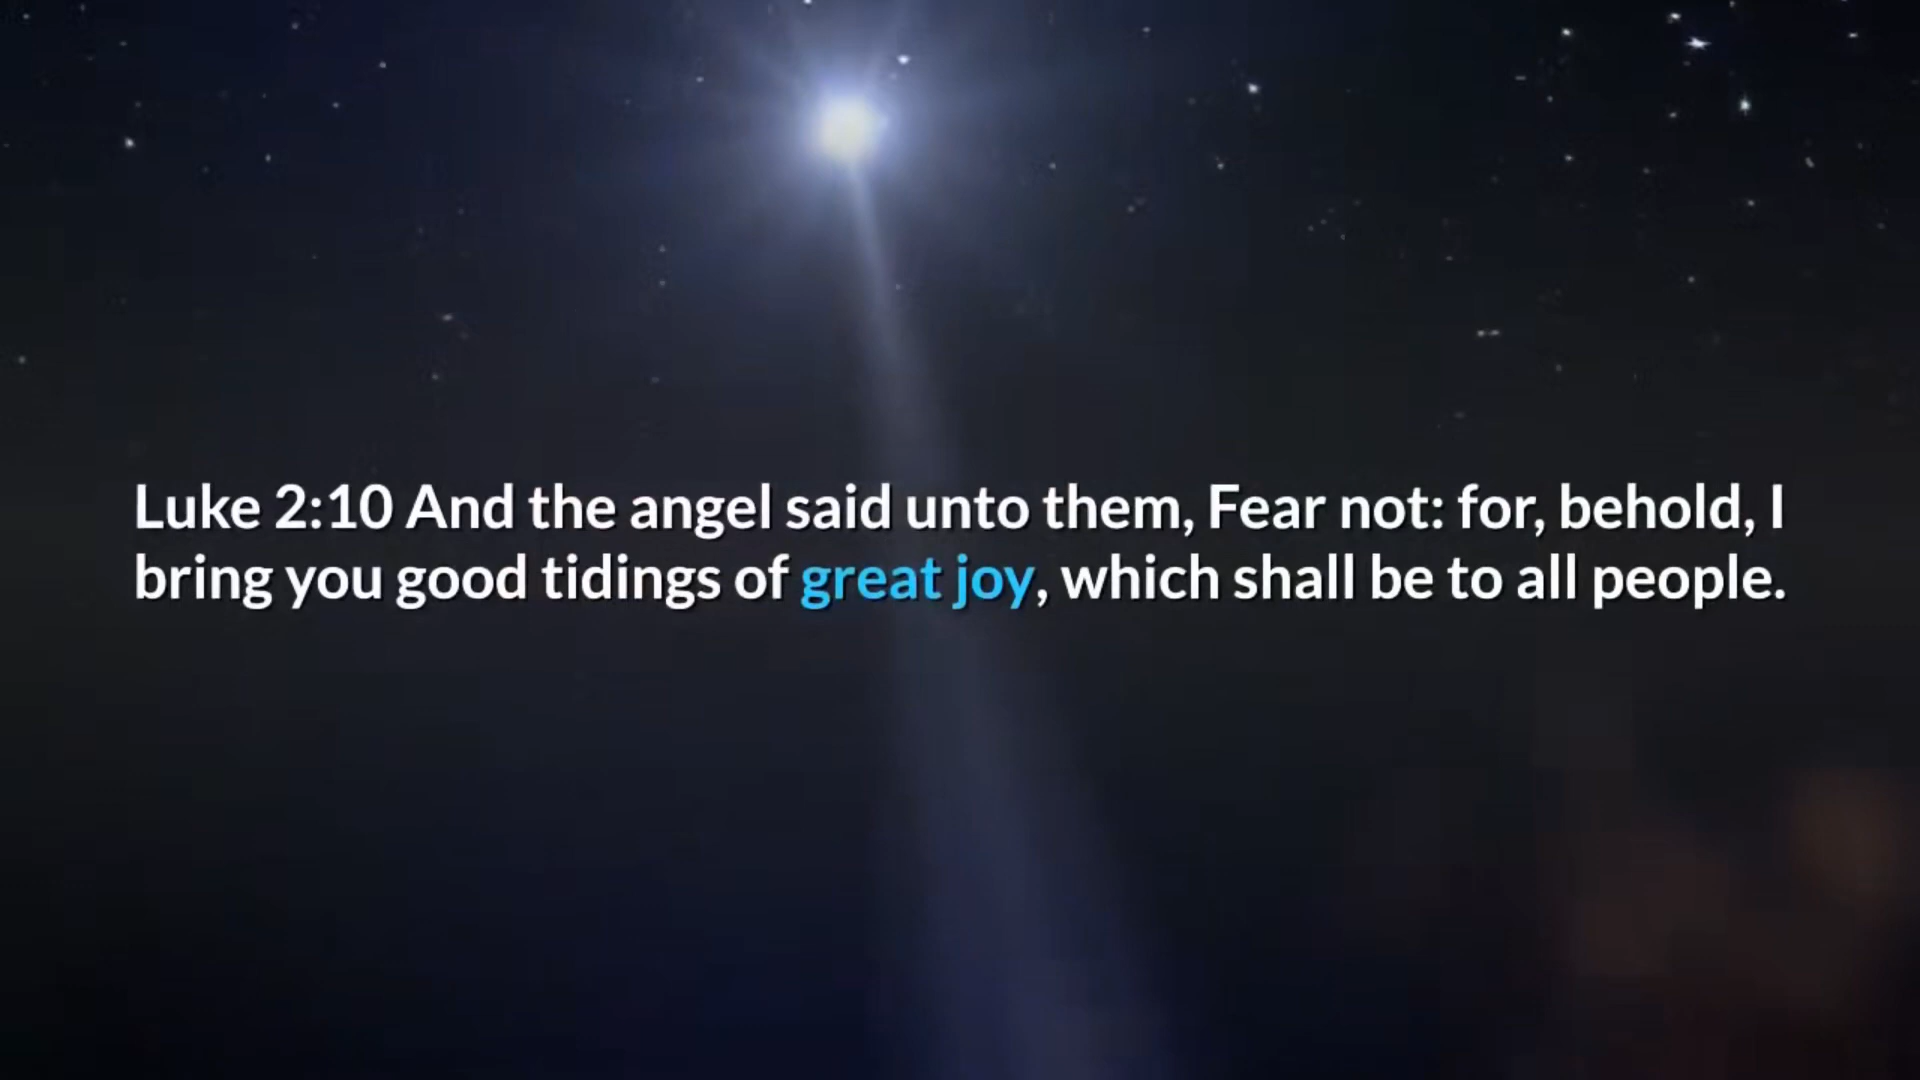 Luke 2:10 And the angel said unto them, Fear not: for, behold, I
bring you good tidings of great joy, which shall be to all people.